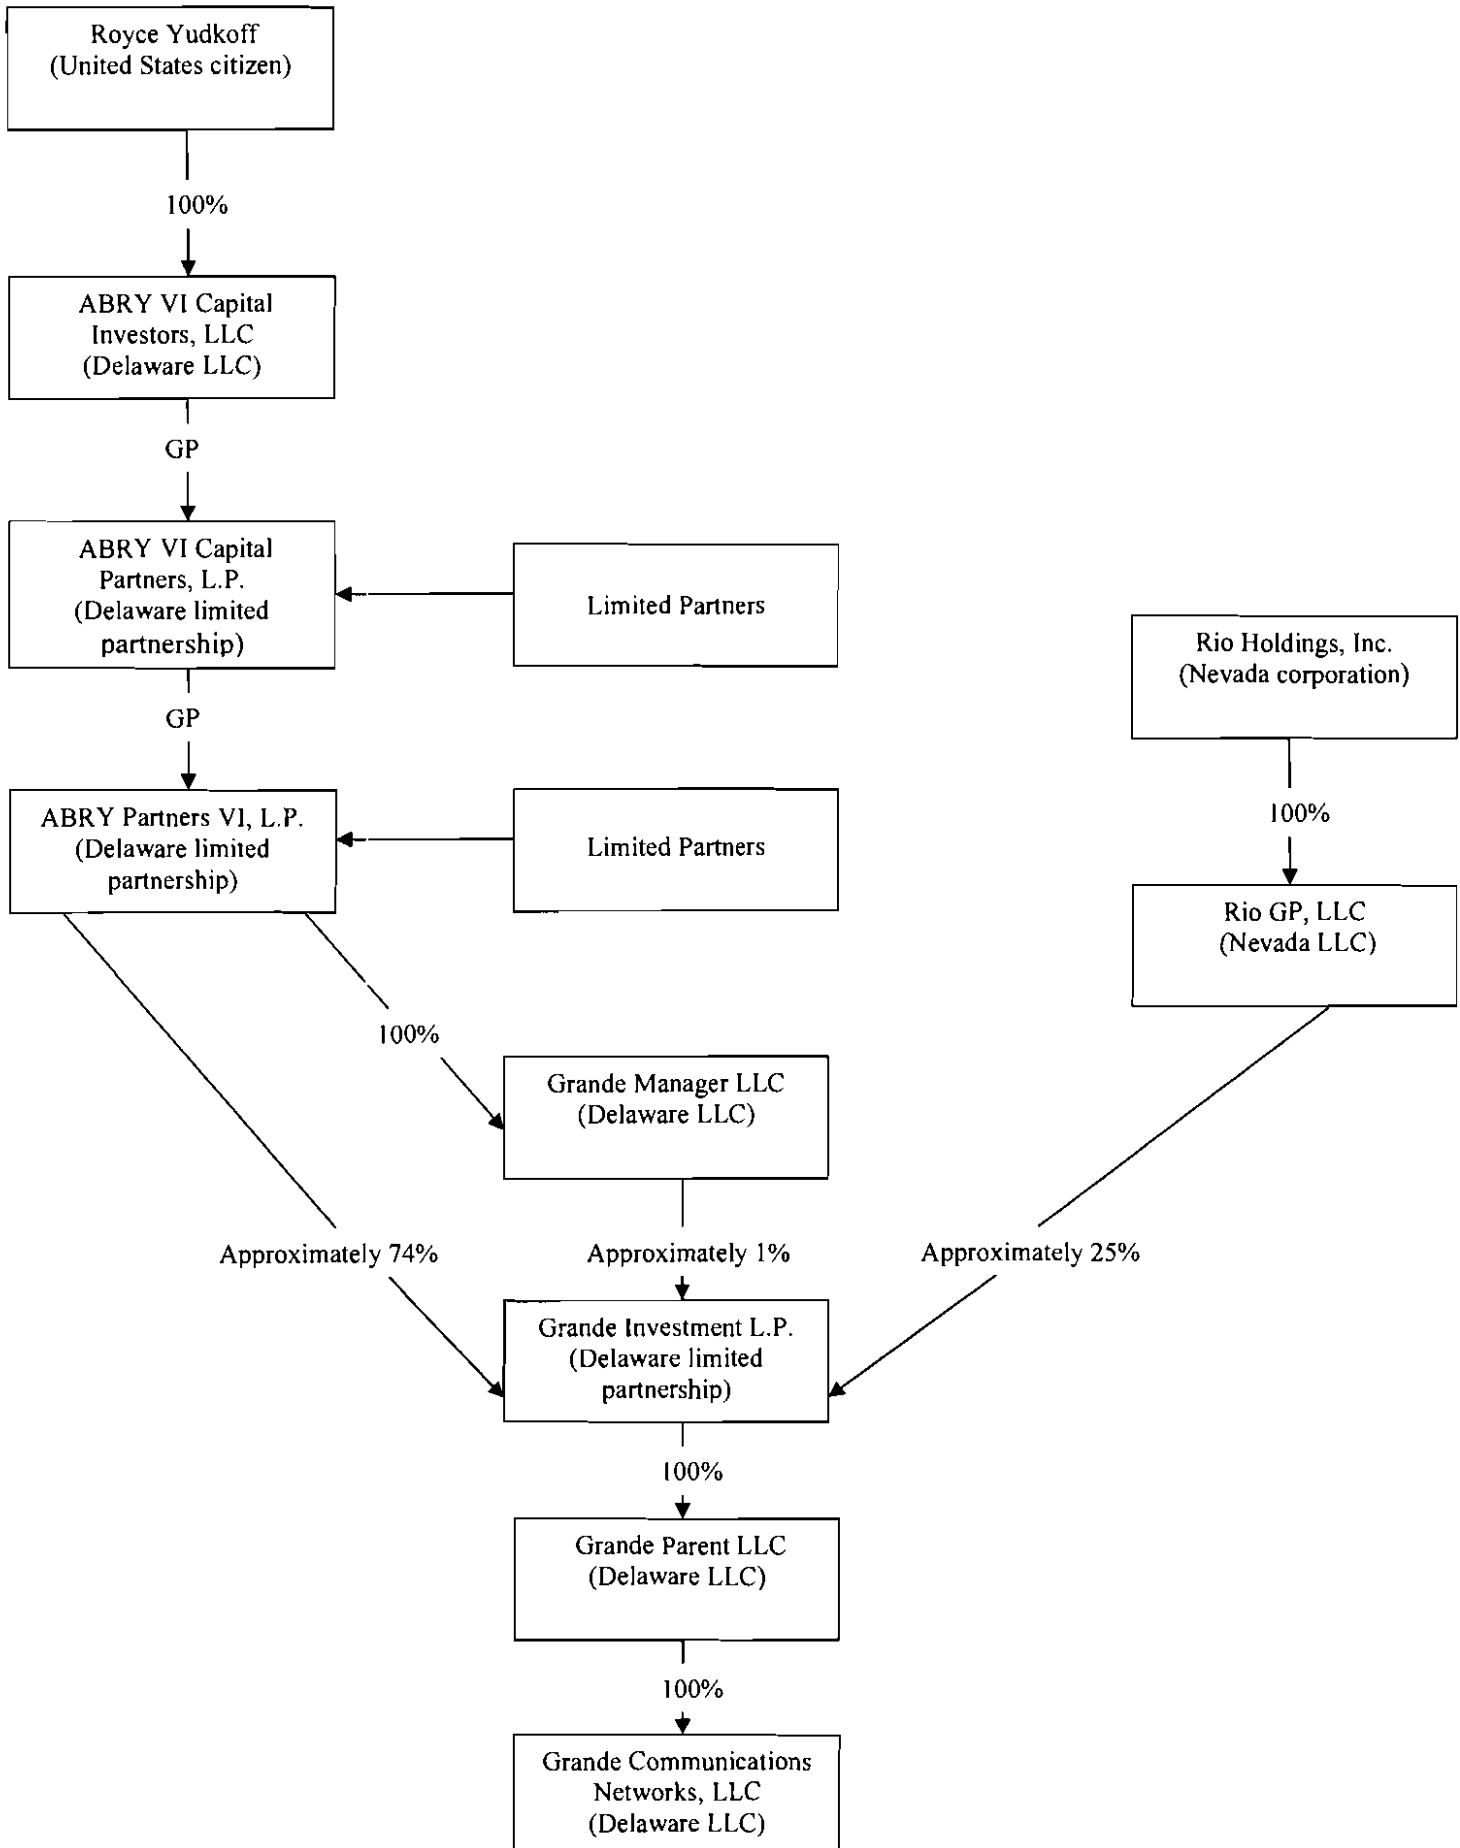 Royce Yudkoff
(United States citizen)
100%
ABRY VI Capital
Investors, LLC
(Delaware LLC)
GP
ABRY VI Capital
Partners, L.P.
(Delaware limited
partnership)
Limited Partners
Rio Holdings, Inc.
(Nevada corporation)
GP
ABRY Partners VI, L.P.
(Delaware limited
partnership)
Limited Partners
100%
Rio GP, LLC
(Nevada LLC)
100%
Grande Manager LLC
(Delaware LLC)
Approximately 74%
Approximately 1%
Approximately 25%
Grande Investment L.P.
(Delaware limited
partnership)
100%
Grande Parent LLC
(Delaware LLC)
100%
Grande Communications
Networks, LLC
(Delaware LLC)